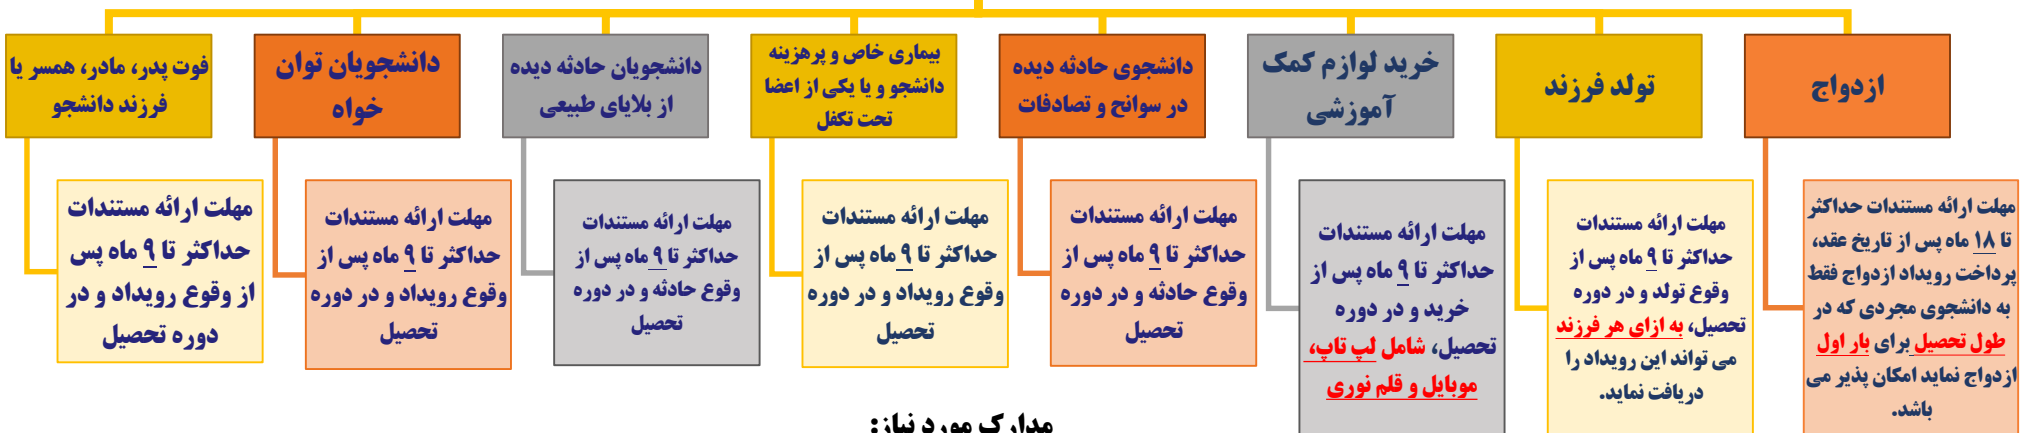 ازدواج
مهلت ارائه مستندات حداکثر
تا ۱۸ ماه پس از تاریخ عقد،
پرداخت رویداد ازدواج فقط
به دانشجوی مجردی که در
طول تحصیل برای بار اول
ازدواج نماید امکان پذیر می
باشد.
تولد فرزند
مهلت ارائه مستندات
حداکثر تا ۹ ماه پس از
وقوع تولد و در دوره
تحصیل، به ازای هر فرزند
می تواند این رویداد را
دریافت نماید.
خرید لوازم کمک
آموزشی
مهلت ارائه مستندات
حداکثر تا ۹ ماه پس از
خرید و در دوره
تحصیل، شامل لپ تاپ،
موبایل و قلم نوری
دانشجوی حادثه دیده
در سوانح و تصادفات
مهلت ارائه مستندات
حداکثر تا ۹ ماه پس از
وقوع حادثه و در دوره
تحصیل
بیماری خاص و پرهزینه
دانشجو و یا یکی از اعضا
تحت تکفل
مهلت ارائه مستندات
حداکثر تا ۹ ماه پس از
وقوع رویداد و در دوره
تحصیل
دانشجویان حادثه دیده
از بلایای طبیعی
مهلت ارائه مستندات
حداکثر تا ۹ ماه پس از
وقوع حادثه و در دوره
تحصیل
دانشجویان توان
خواه
مهلت ارائه مستندات
حداکثر تا ۹ ماه پس از
وقوع رویداد و در دوره
تحصیل
فوت پدر، مادر، همسر یا
فرزند دانشجو
مهلت ارائه مستندات
حداکثر تا ۹ ماه پس
از وقوع رویداد و در
دوره تحصیل
مدارک مورد نیاز: